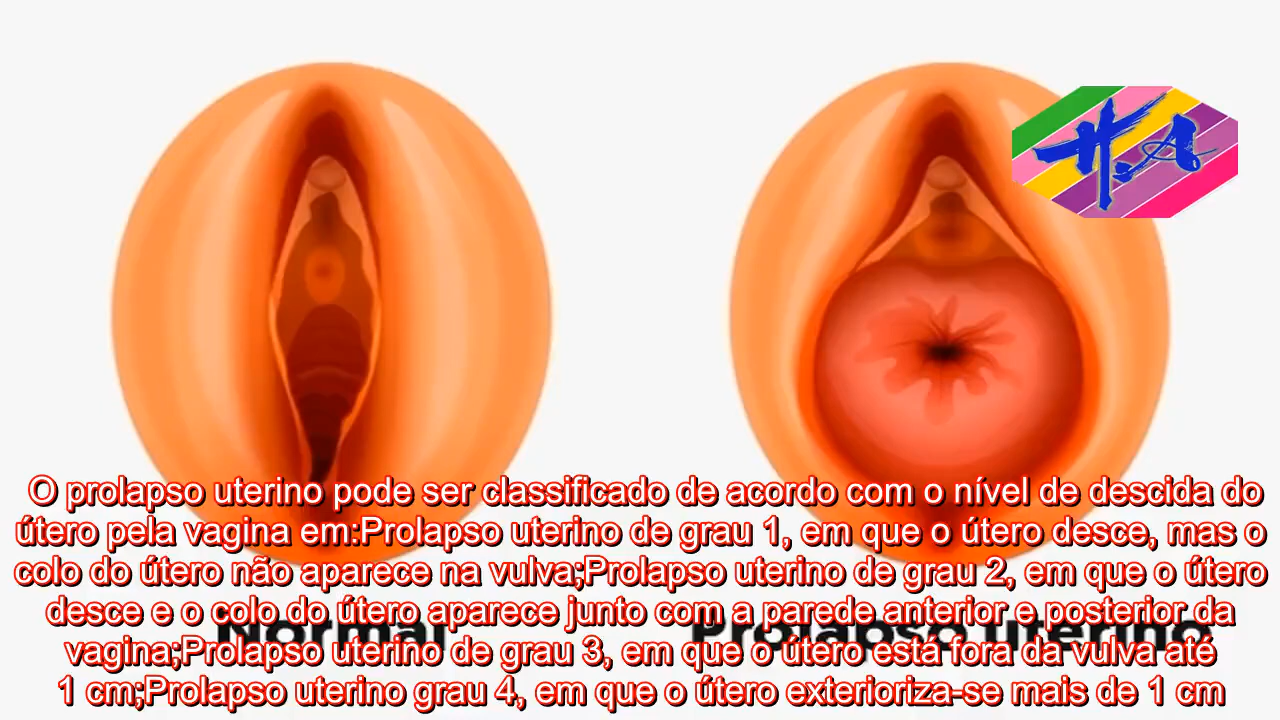 H.A
O prolapso uterino pode ser classificado de acordo com o nível de descida do
útero pela vagina em:Prolapso uterino de grau 1, em que o útero desce, mas o
colo do útero não aparece na vulva;Prolapso uterino de grau 2, em que o útero
desce e o colo do útero aparece junto com a parede anterior e posterior da
vagina;Prolapso uterino de grau 3, em que o útero está fora da vulva até
1 cm;Prolapso uterino grau 4, em que o útero exterioriza-se mais de 1 cm
Normal
Prolapso uterino